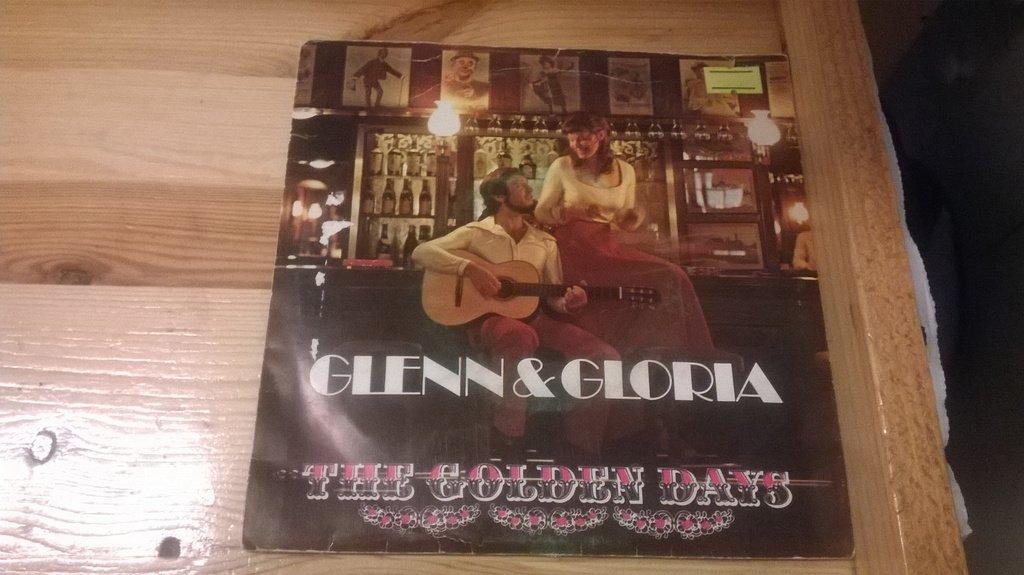 GLENN & GLORIA
THE GOLDEN DAYS